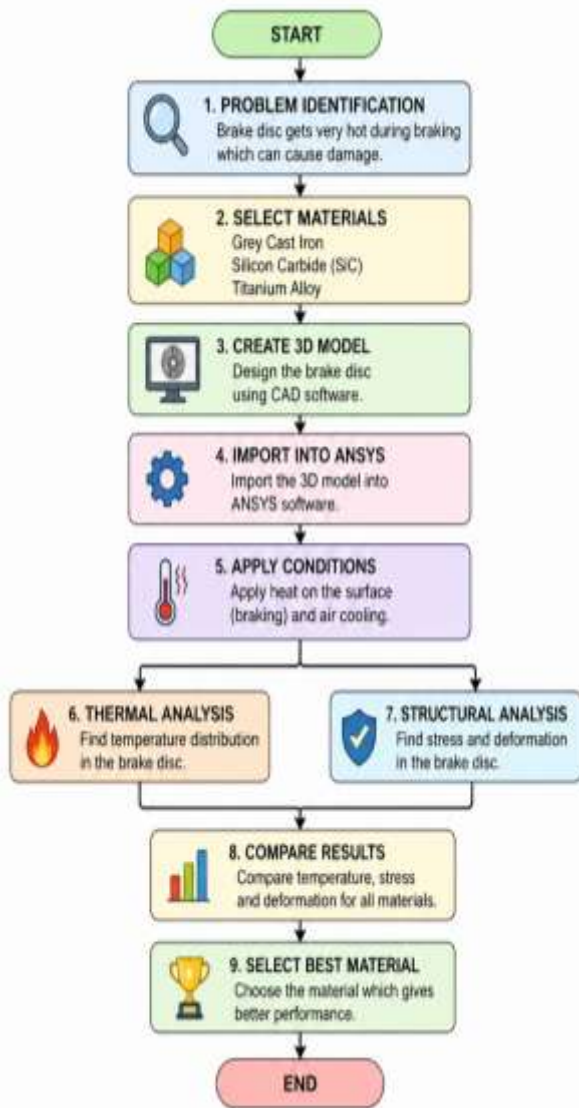 START
1. PROBLEM IDENTIFICATION
Brake disc gets very hot during braking
which can cause damage.
2. SELECT MATERIALS
Grey Cast Iron
Silicon Carbide (SiC)
Titanium Alloy
3. CREATE 3D MODEL
Design the brake disc
using CAD software.
4. IMPORT INTO ANSYS
Import the 3D model into
ANSYS software.
5. APPLY CONDITIONS
Apply heat on the surface
(braking) and air cooling.
6. THERMAL ANALYSIS
Find temperature distribution
in the brake disc.
7. STRUCTURAL ANALYSIS
Find stress and deformation
in the brake disc.
8. COMPARE RESULTS
Compare temperature, stress
and deformation for all materials.
9. SELECT BEST MATERIAL
Choose the material which gives
better performance.
END